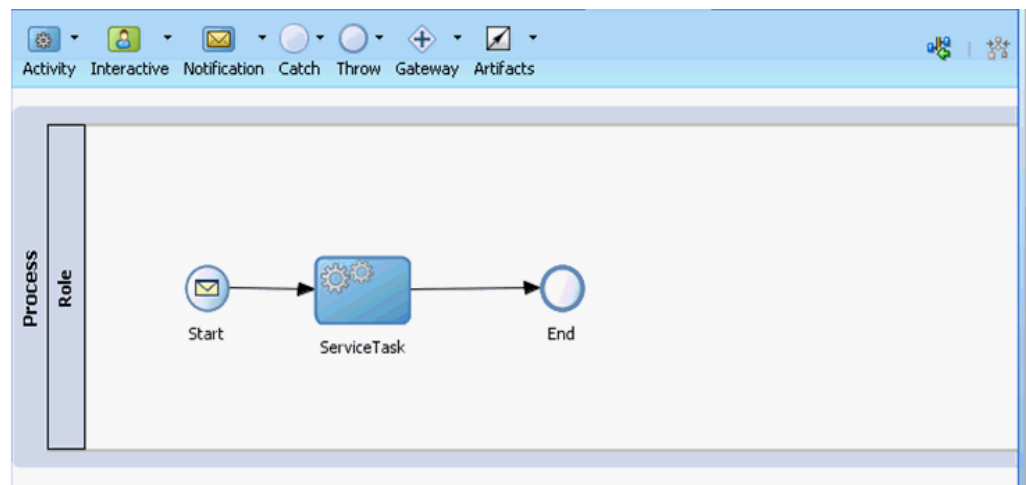 Activity Interactive Notification Catch Throw Gateway Artifacts
Process
Role
Start
ServiceTask
End